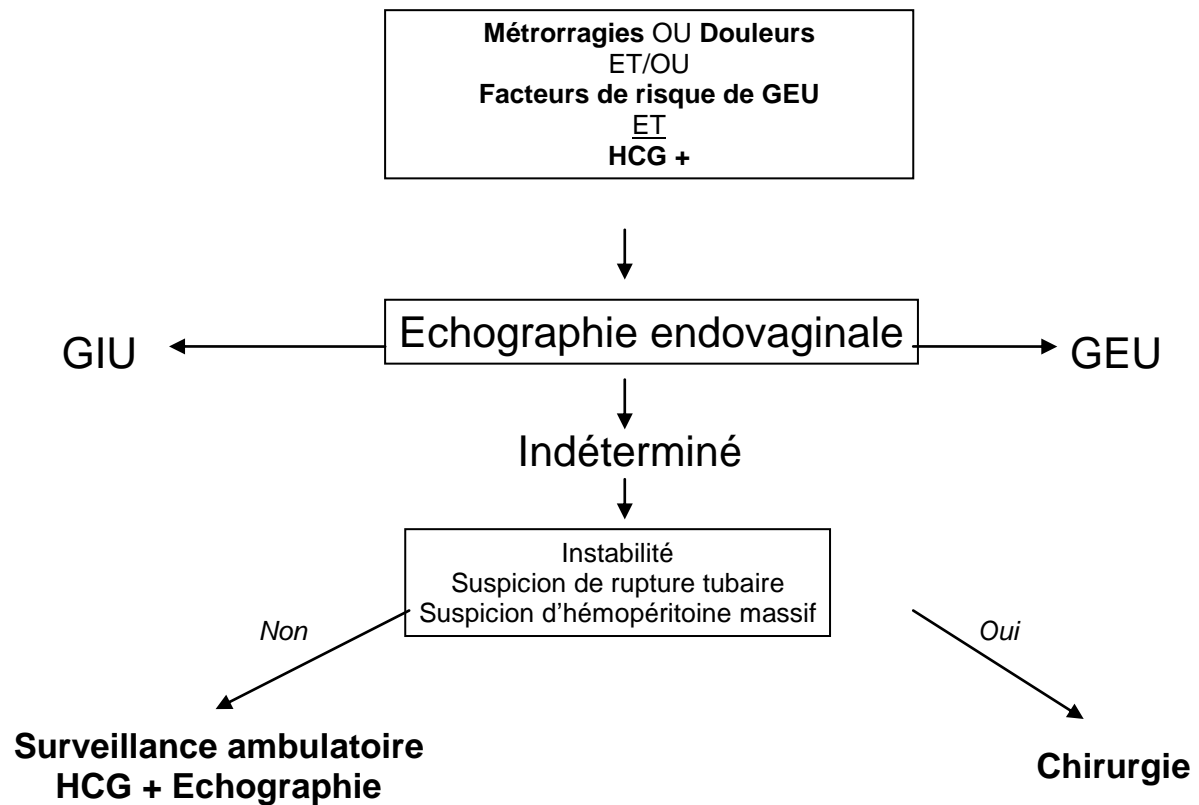 Métrorragies OU Douleurs
ET/OU
Facteurs de risque de GEU
ET
HCG +
GIU
Echographie endovaginale
GEU
Indéterminé
Instabilité
Suspicion de rupture tubaire
Suspicion d'hémopéritoine massif
Non
Oui
Surveillance ambulatoire
HCG + Echographie
Chirurgie